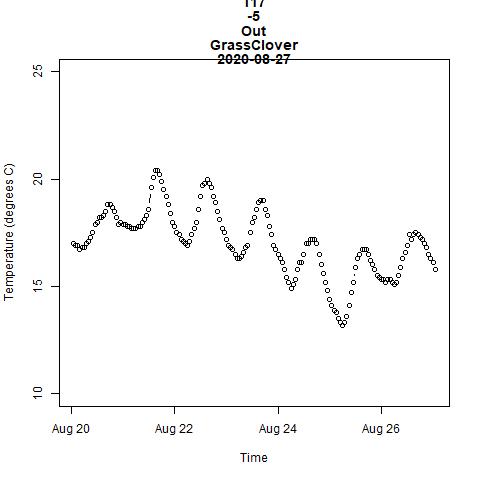 T17
-5
Out
GrassClover
2020-08-27
Temperature (degrees C)
25
20
15
10
Aug 20
Aug 22
Aug 24
Aug 26
Time